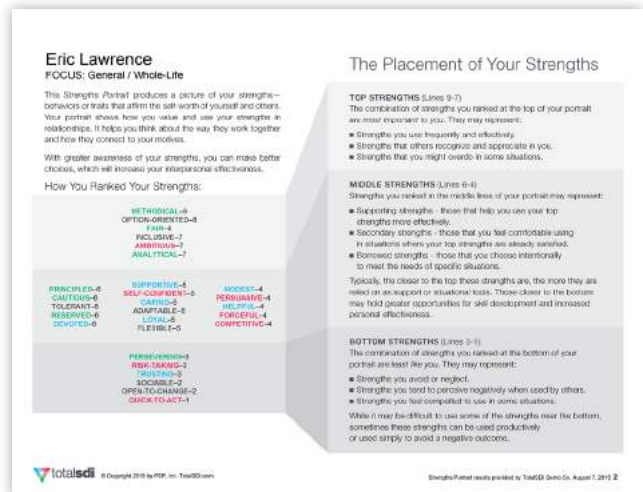 Eric Lawrence
FOCUS: General / Whole-Life
This Strengths Portrait produces a picture of your strengths—
behaviors or traits that affirm the self-worth of yourself and others.
Your portrait shows how you value and use your strengths in
relationships. It helps you think about the way they work together
and how they connect to your motives.
With greater awareness of your strengths, you can make better
choices, which will increase your interpersonal effectiveness.
How You Ranked Your Strengths:
METHODICAL–9
OPTION-ORIENTED–8
FAIR–8
INCLUSIVE–7
AMBITIOUS–7
ANALYTICAL–7
PRINCIPLED–6
CAUTIOUS–6
TOLERANT–6
RESERVED–6
DEVOTED–6
SUPPORTIVE–5
SELF-CONFIDENT–5
CARING–5
ADAPTABLE–5
LOYAL–5
FLEXIBLE–5
MODEST–4
PERSUASIVE–4
HELPFUL–4
FORCEFUL–4
COMPETITIVE–4
PERSEVERING–3
RISK-TAKING–3
TRUSTING–3
SOCIABLE–2
OPEN-TO-CHANGE–2
QUICK-TO-ACT–1
The Placement of Your Strengths
TOP STRENGTHS (Lines 9-7)
The combination of strengths you ranked at the top of your portrait
are most important to you. They may represent:
■ Strengths you use frequently and effectively.
■ Strengths that others recognize and appreciate in you.
■ Strengths that you might overdo in some situations.
MIDDLE STRENGTHS (Lines 6-4)
Strengths you ranked in the middle lines of your portrait may represent:
■ Supporting strengths - those that help you use your top
strengths more effectively.
■ Secondary strengths - those you feel comfortable using
in situations where your top strengths are already satisfied.
■ Borrowed strengths - those that you choose intentionally
to meet the needs of specific situations.
Typically, the closer to the top these strengths are, the more they are
relied on as support or situational tools. Those closer to the bottom
may hold greater opportunities for skill development and increased
personal effectiveness.
BOTTOM STRENGTHS (Lines 3-1)
The combination of strengths you ranked at the bottom of your
portrait are least like you. They may represent:
■ Strengths you avoid or neglect.
■ Strengths you tend to perceive negatively when used by others.
■ Strengths you feel compelled to use in some situations.
While it may be difficult to use some of the strengths near the bottom,
sometimes these strengths can be used productively
or used simply to avoid a negative outcome.
totalsdi © Copyright 2015 by PSP, Inc. TotalSDI.com
Strengths Portrait results provided by TotalSDI Demo Co. August 7, 2015 2